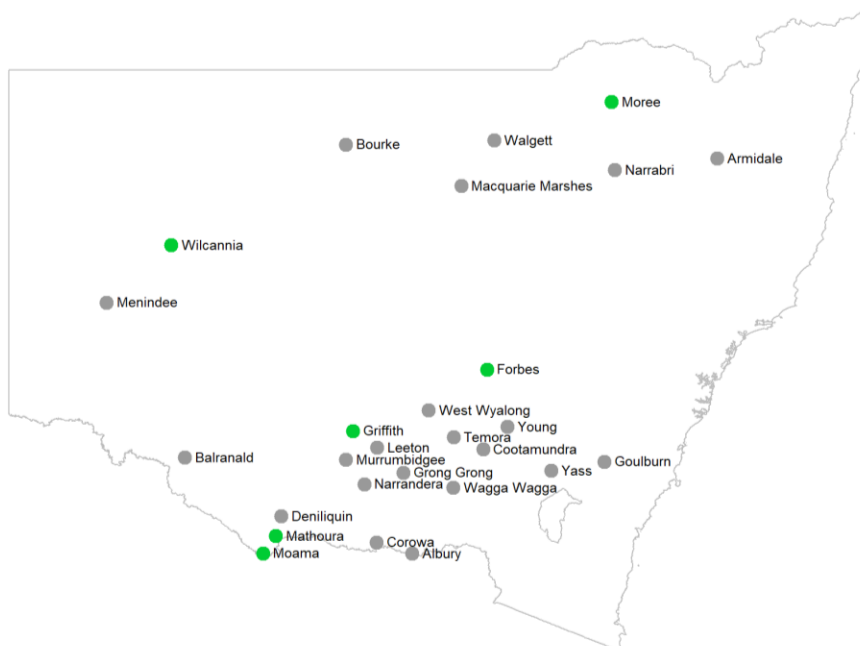 Moree
Walgett
Bourke
Armidale
Narrabri
Macquarie Marshes
Wilcannia
Menindee
Forbes
West Wyalong
Young
Griffith
Temora
Leeton
Cootamundra
Balranald
Murrumbidgee
Goulburn
Grong Grong
Yass
Narrandera
Wagga Wagga
Deniliquin
Mathoura
Corowa
Moama
Albury